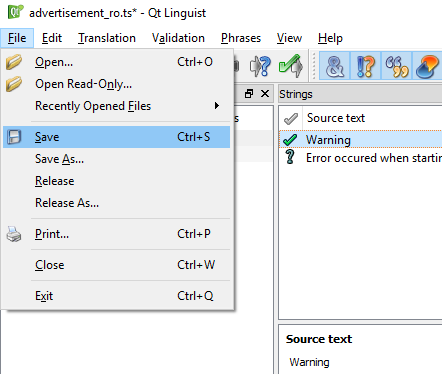 advertisement_ro.ts* - Qt Linguist
File Edit Translation Validation Phrases View Help
Open... Ctrl+O
Open Read-Only...
Recently Opened Files
Save Ctrl+S
Save As...
Release
Release As...
Print... Ctrl+P
Close Ctrl+W
Exit Ctrl+Q
Strings
Source text
Warning
Error occured when startin
Source text
Warning